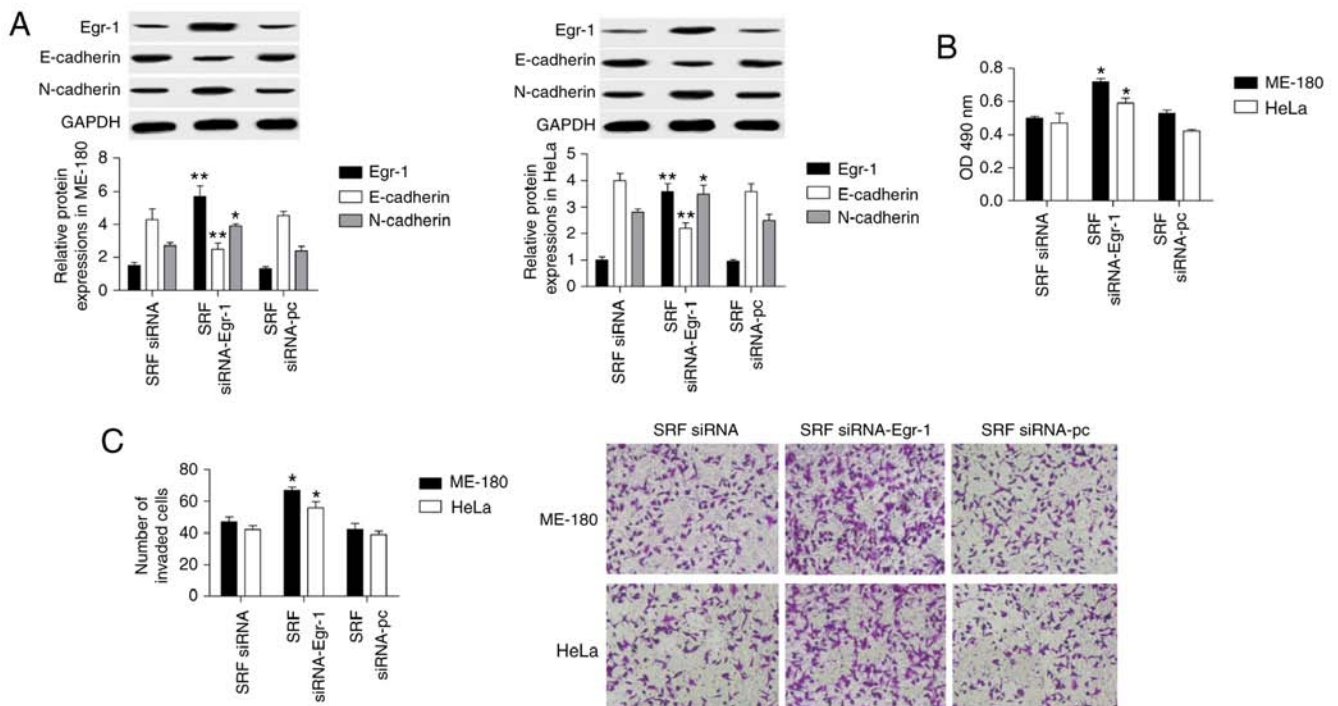 A
Egr-1
E-cadherin
N-cadherin
GAPDH
Relative protein
expressions in ME-180
8
6
4
2
0
**
**
*
Egr-1
E-cadherin
N-cadherin
SRF siRNA
SRF
siRNA-Egr-1
SRF
siRNA-pc
Egr-1
E-cadherin
N-cadherin
GAPDH
Relative protein
expressions in HeLa
5
4
3
2
1
0
**
**
*
Egr-1
E-cadherin
N-cadherin
SRF siRNA
SRF
siRNA-Egr-1
SRF
siRNA-pc
B
OD 490 nm
0.8
0.6
0.4
0.2
0.0
*
*
ME-180
HeLa
SRF siRNA
SRF
siRNA-Egr-1
SRF
siRNA-pc
C
Number of
invaded cells
80
60
40
20
0
*
*
ME-180
HeLa
SRF siRNA
SRF
siRNA-Egr-1
SRF
siRNA-pc
SRF siRNA
SRF siRNA-Egr-1
SRF siRNA-pc
ME-180
HeLa